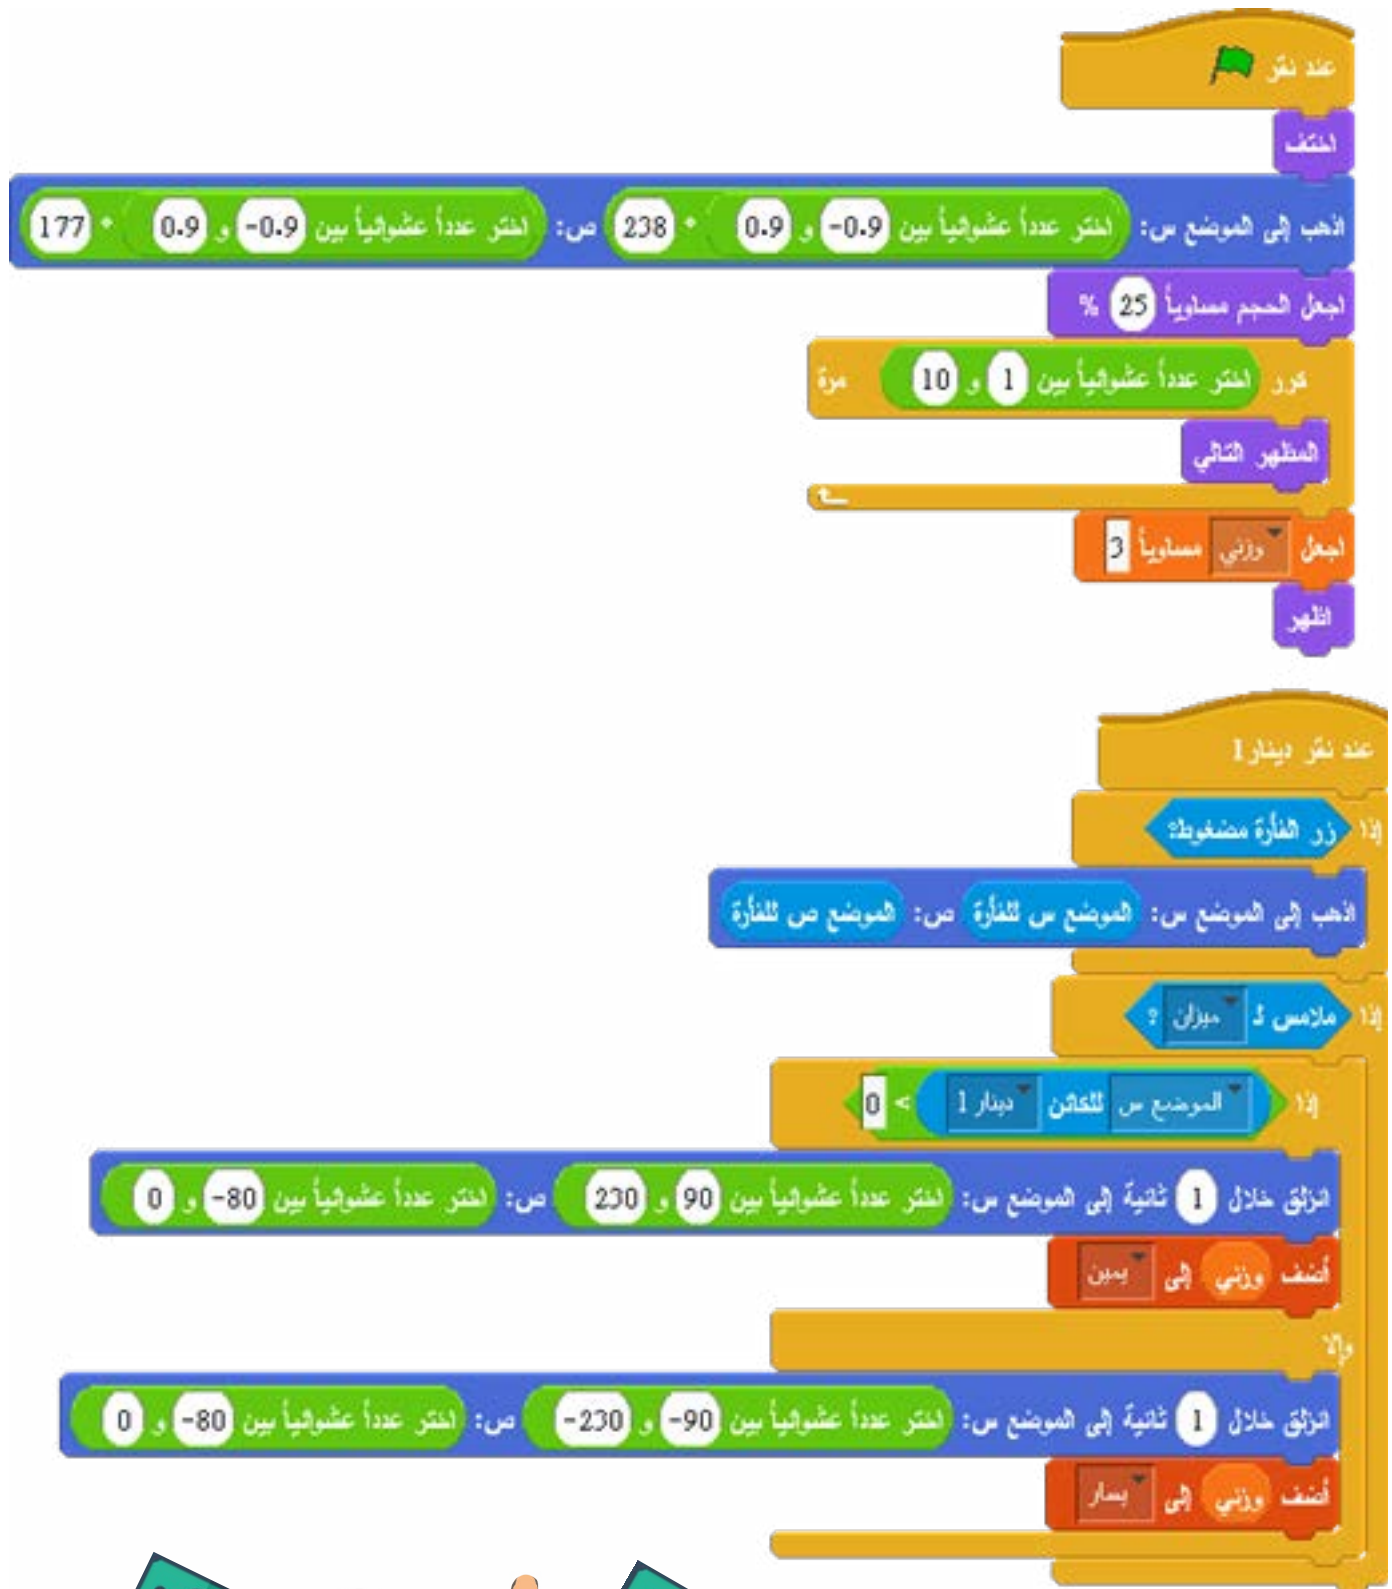 عند نقر
اختف
اذهب إلى الموضع س: اختر عدداً عشوائياً بين -0.9 و 0.9 * 238 ص: اختر عدداً عشوائياً بين -0.9 و 0.9 * 177
اجعل الحجم مساوياً 25 %
كرر اختر عدداً عشوائياً بين 1 و 10 مرة
المظهر التالي
اجعل وزني مساوياً 3
اظهر
عند نقر دينار1
إذا زر الفأرة مضغوط؟
اذهب إلى الموضع س: الموضع س للفأرة ص: الموضع ص للفأرة
إذا ملامس لـ ميزان ؟
إذا الموضع س للكائن دينار1 > 0
انزلق خلال 1 ثانية إلى الموضع س: اختر عدداً عشوائياً بين 90 و 230 ص: اختر عدداً عشوائياً بين -80 و 0
أضف وزني إلى يمين
وإلا
انزلق خلال 1 ثانية إلى الموضع س: اختر عدداً عشوائياً بين -90 و -230 ص: اختر عدداً عشوائياً بين -80 و 0
أضف وزني إلى يسار